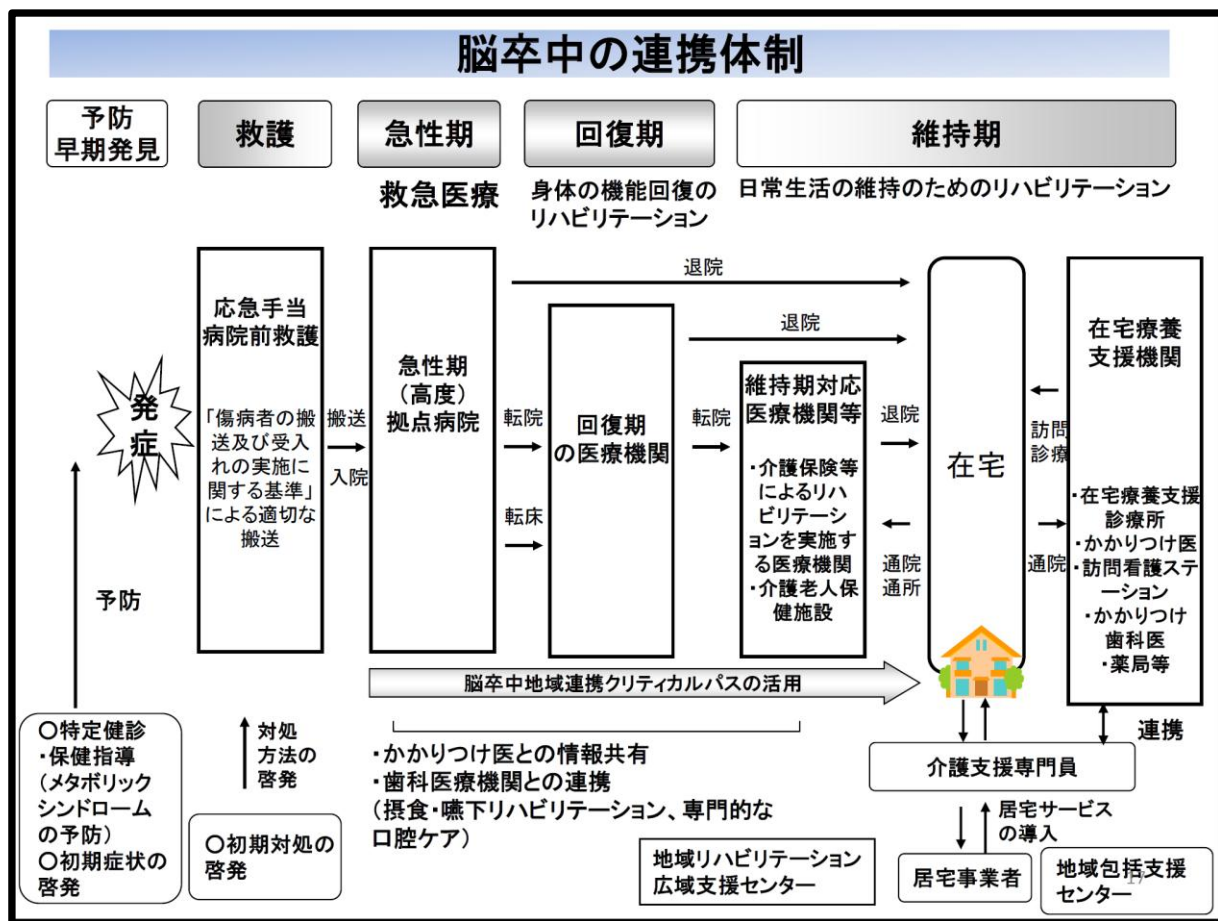 脳卒中の連携体制
予防
早期発見
救護
急性期
回復期
維持期
救急医療
身体の機能回復の
リハビリテーション
日常生活の維持のためのリハビリテーション
発症
予防
〇特定健診
・保健指導
(メタボリック
シンドローム
の予防)
〇初期症状の
啓発
応急手当
病院前救護
「傷病者の搬
送及び受入
れの実施に
関する基準」
による適切な
搬送
対処
方法の
啓発
〇初期対処の
啓発
搬送
入院
急性期
(高度)
拠点病院
転院
転床
退院
回復期
の医療機関
退院
転院
維持期対応
医療機関等
・介護保険等
によるリハ
ビリテーシ
ョンを実施す
る医療機関
・介護老人保
健施設
退院
通院
通所
在宅
訪問
診療
通院
在宅療養
支援機関
・在宅療養支援
診療所
・かかりつけ医
・訪問看護ステ
ーション
・かかりつけ
歯科医
・薬局等
脳卒中地域連携クリティカルパスの活用
・かかりつけ医との情報共有
・歯科医療機関との連携
(摂食・嚥下リハビリテーション、専門的な
口腔ケア)
連携
介護支援専門員
居宅サービス
の導入
地域リハビリテーション
広域支援センター
居宅事業者
地域包括支援
センター
17